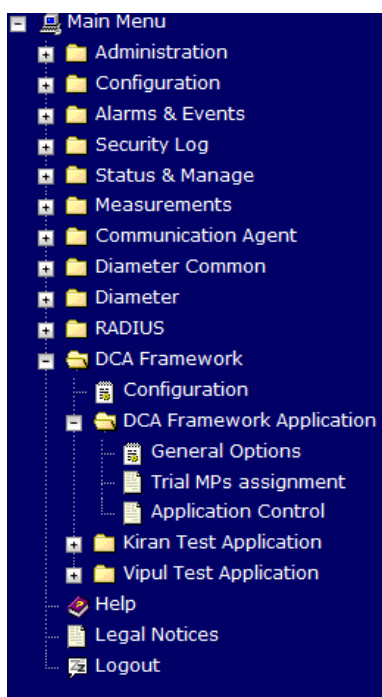 Main Menu
Administration
Configuration
Alarms & Events
Security Log
Status & Manage
Measurements
Communication Agent
Diameter Common
Diameter
RADIUS
DCA Framework
Configuration
DCA Framework Application
General Options
Trial MPs assignment
Application Control
Kiran Test Application
Vipul Test Application
Help
Legal Notices
Logout